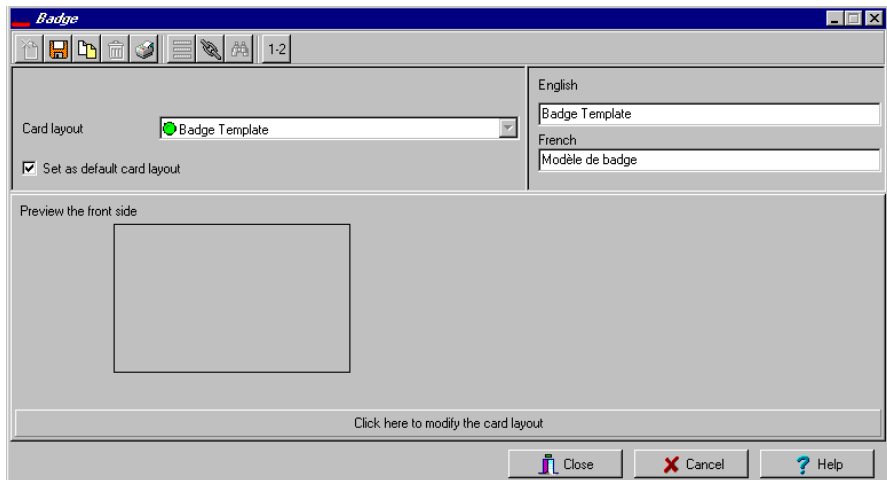 Badge
1-2
English
Badge Template
Card layout
Badge Template
French
Modèle de badge
Set as default card layout
Preview the front side
Click here to modify the card layout
Close
Cancel
? Help